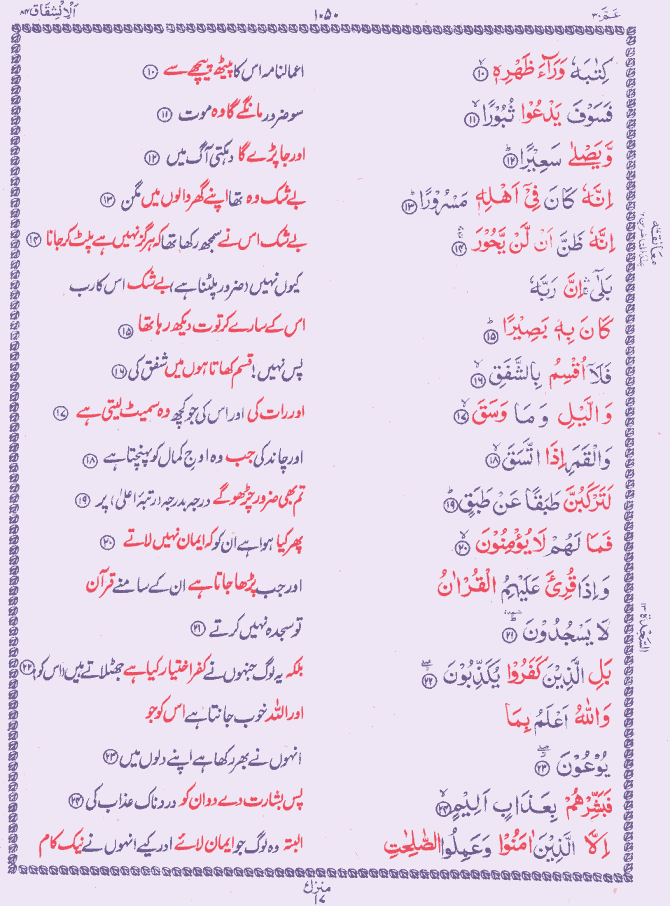 عَمَّ ۳۰ ۱۰۵۰ اَلْاِنْشِقَاق ۸۴
كِتٰبَهٗ وَرَآءَ ظَهْرِهٖ ۙ﴿۱۰﴾ اعمالنامہ اس کا پیٹھ پیچھے سے ﴿۱۰﴾
فَسَوْفَ يَدْعُوْا ثُبُوْرًا ۙ﴿۱۱﴾ سو ضرور مانگے گا وہ موت ﴿۱۱﴾
وَّيَصْلٰى سَعِيْرًا ؕ﴿۱۲﴾ اور جا پڑے گا دہکتی آگ میں ﴿۱۲﴾
اِنَّهٗ كَانَ فِىْٓ اَهْلِهٖ مَسْرُوْرًا ؕ﴿۱۳﴾ بے شک وہ تھا اپنے گھر والوں میں مگن ﴿۱۳﴾
اِنَّهٗ ظَنَّ اَنْ لَّنْ يَّحُوْرَ ۚۛ﴿۱۴﴾ بے شک اس نے سمجھ رکھا تھا کہ ہرگز نہیں ہے پلٹ کر جانا ﴿۱۴﴾
بَلٰٓى ۛۚ اِنَّ رَبَّهٗ کیوں نہیں (ضرور پلٹنا ہے) بے شک اس کا رب
كَانَ بِهٖ بَصِيْرًا ؕ﴿۱۵﴾ اس کے سارے کرتوت دیکھ رہا تھا ﴿۱۵﴾
فَلَاۤ اُقْسِمُ بِالشَّفَقِ ۙ﴿۱۶﴾ پس نہیں! قسم کھاتا ہوں میں شفق کی ﴿۱۶﴾
وَالَّيْلِ وَمَا وَسَقَ ۙ﴿۱۷﴾ اور رات کی اور اس کی جو کچھ وہ سمیٹ لیتی ہے ﴿۱۷﴾
وَالْقَمَرِ اِذَا اتَّسَقَ ۙ﴿۱۸﴾ اور چاند کی جب وہ اوج کمال کو پہنچتا ہے ﴿۱۸﴾
لَتَرْكَبُنَّ طَبَقًا عَنْ طَبَقٍ ؕ﴿۱۹﴾ تم بھی ضرور چڑھو گے درجہ بدرجہ (رتبۂ اعلیٰ) پر ﴿۱۹﴾
فَمَا لَهُمْ لَا يُؤْمِنُوْنَ ۙ﴿۲۰﴾ پھر کیا ہوا ہے ان کو کہ ایمان نہیں لاتے ﴿۲۰﴾
وَاِذَا قُرِئَ عَلَيْهِمُ الْقُرْاٰنُ اور جب پڑھا جاتا ہے ان کے سامنے قرآن
لَا يَسْجُدُوْنَ ؕ﴿۲۱﴾ تو سجدہ نہیں کرتے ﴿۲۱﴾
بَلِ الَّذِيْنَ كَفَرُوْا يُكَذِّبُوْنَ ﴿۲۲﴾ بلکہ یہ لوگ جنہوں نے کفر اختیار کیا ہے جھٹلاتے ہیں (اس کو) ﴿۲۲﴾
وَاللّٰهُ اَعْلَمُ بِمَا اور اللہ خوب جانتا ہے اس کو جو
يُوْعُوْنَ ﴿۲۳﴾ انہوں نے بھر رکھا ہے اپنے دلوں میں ﴿۲۳﴾
فَبَشِّرْهُمْ بِعَذَابٍ اَلِيْمٍ ۙ﴿۲۴﴾ پس بشارت دے دو ان کو دردناک عذاب کی ﴿۲۴﴾
اِلَّا الَّذِيْنَ اٰمَنُوْا وَعَمِلُوا الصّٰلِحٰتِ البتہ وہ لوگ جو ایمان لائے اور کیے انہوں نے نیک کام
معانقہ
السجدۃ ۱۳
منزل ۷